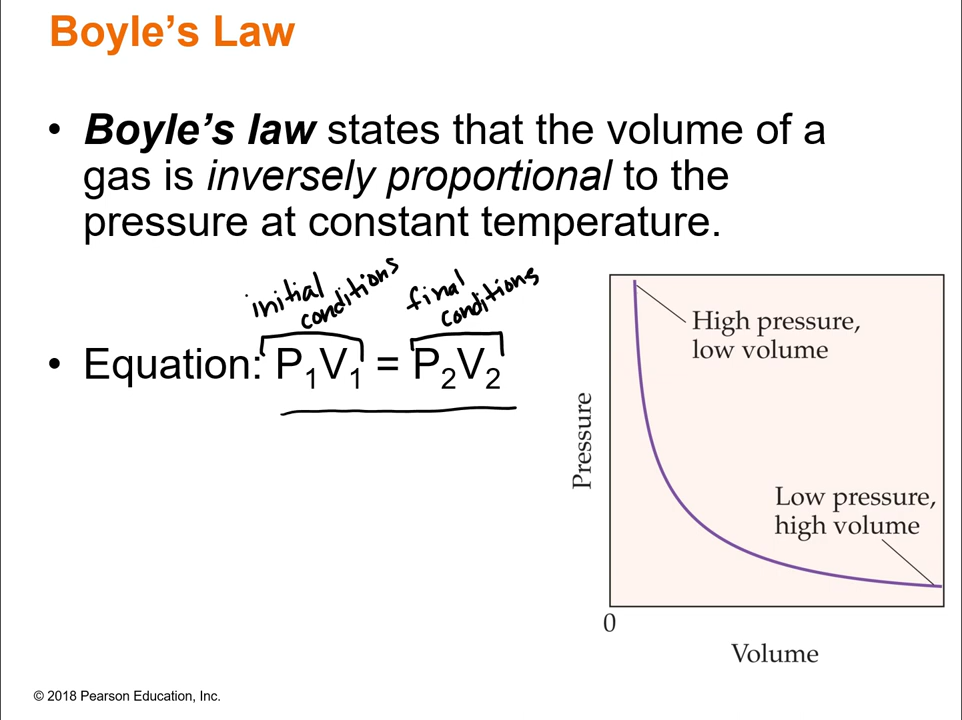 Boyle’s Law
• Boyle’s law states that the volume of a
gas is inversely proportional to the
pressure at constant temperature.
initial
conditions
final
conditions
• Equation: P₁V₁ = P₂V₂
High pressure,
low volume
Pressure
Low pressure,
high volume
0
Volume
© 2018 Pearson Education, Inc.